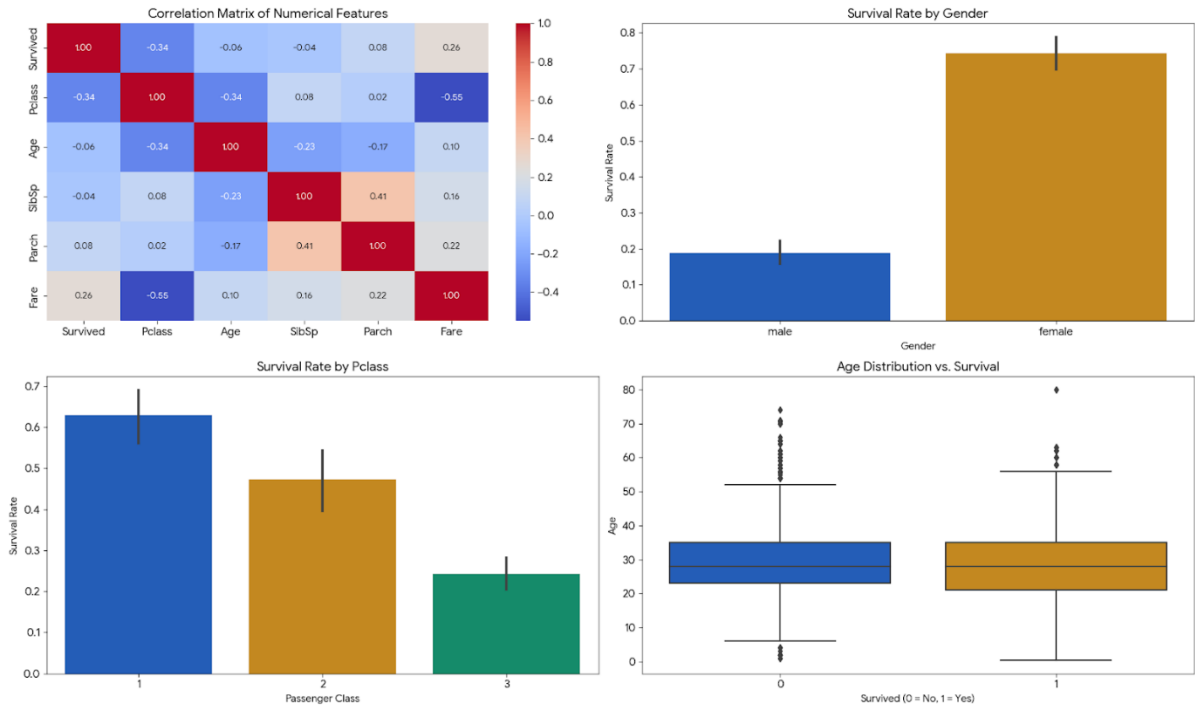 Correlation Matrix of Numerical Features
Survived
1.00 -0.34 -0.06 -0.04 0.08 0.26
Pclass
-0.34 1.00 -0.34 0.08 0.02 -0.55
Age
-0.06 -0.34 1.00 -0.23 -0.17 0.10
SibSp
-0.04 0.08 -0.23 1.00 0.41 0.16
Parch
0.08 0.02 -0.17 0.41 1.00 0.22
Fare
0.26 -0.55 0.10 0.16 0.22 1.00
Survived Pclass Age SibSp Parch Fare
1.0
0.8
0.6
0.4
0.2
0.0
-0.2
-0.4
Survival Rate by Gender
Survival Rate
0.8
0.7
0.6
0.5
0.4
0.3
0.2
0.1
0.0
male female
Gender
Survival Rate by Pclass
Survival Rate
0.7
0.6
0.5
0.4
0.3
0.2
0.1
0.0
1 2 3
Passenger Class
Age Distribution vs. Survival
Age
80
70
60
50
40
30
20
10
0
0 1
Survived (0 = No, 1 = Yes)